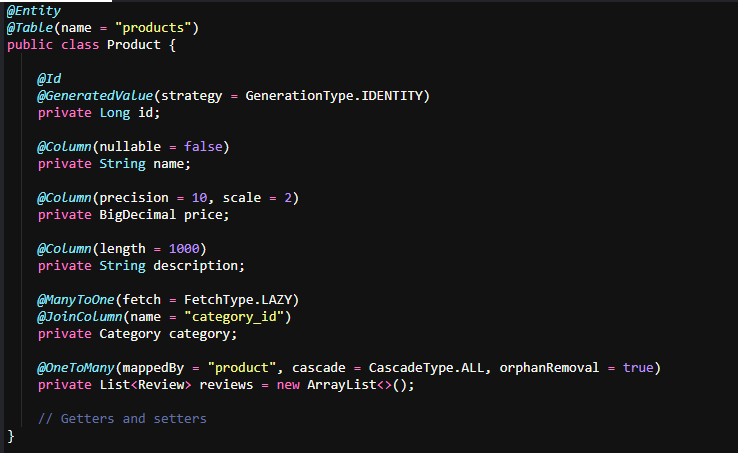 @Entity
@Table(name = "products")
public class Product {
@Id
@GeneratedValue(strategy = GenerationType.IDENTITY)
private Long id;
@Column(nullable = false)
private String name;
@Column(precision = 10, scale = 2)
private BigDecimal price;
@Column(length = 1000)
private String description;
@ManyToOne(fetch = FetchType.LAZY)
@JoinColumn(name = "category_id")
private Category category;
@OneToMany(mappedBy = "product", cascade = CascadeType.ALL, orphanRemoval = true)
private List<Review> reviews = new ArrayList<>();
// Getters and setters
}